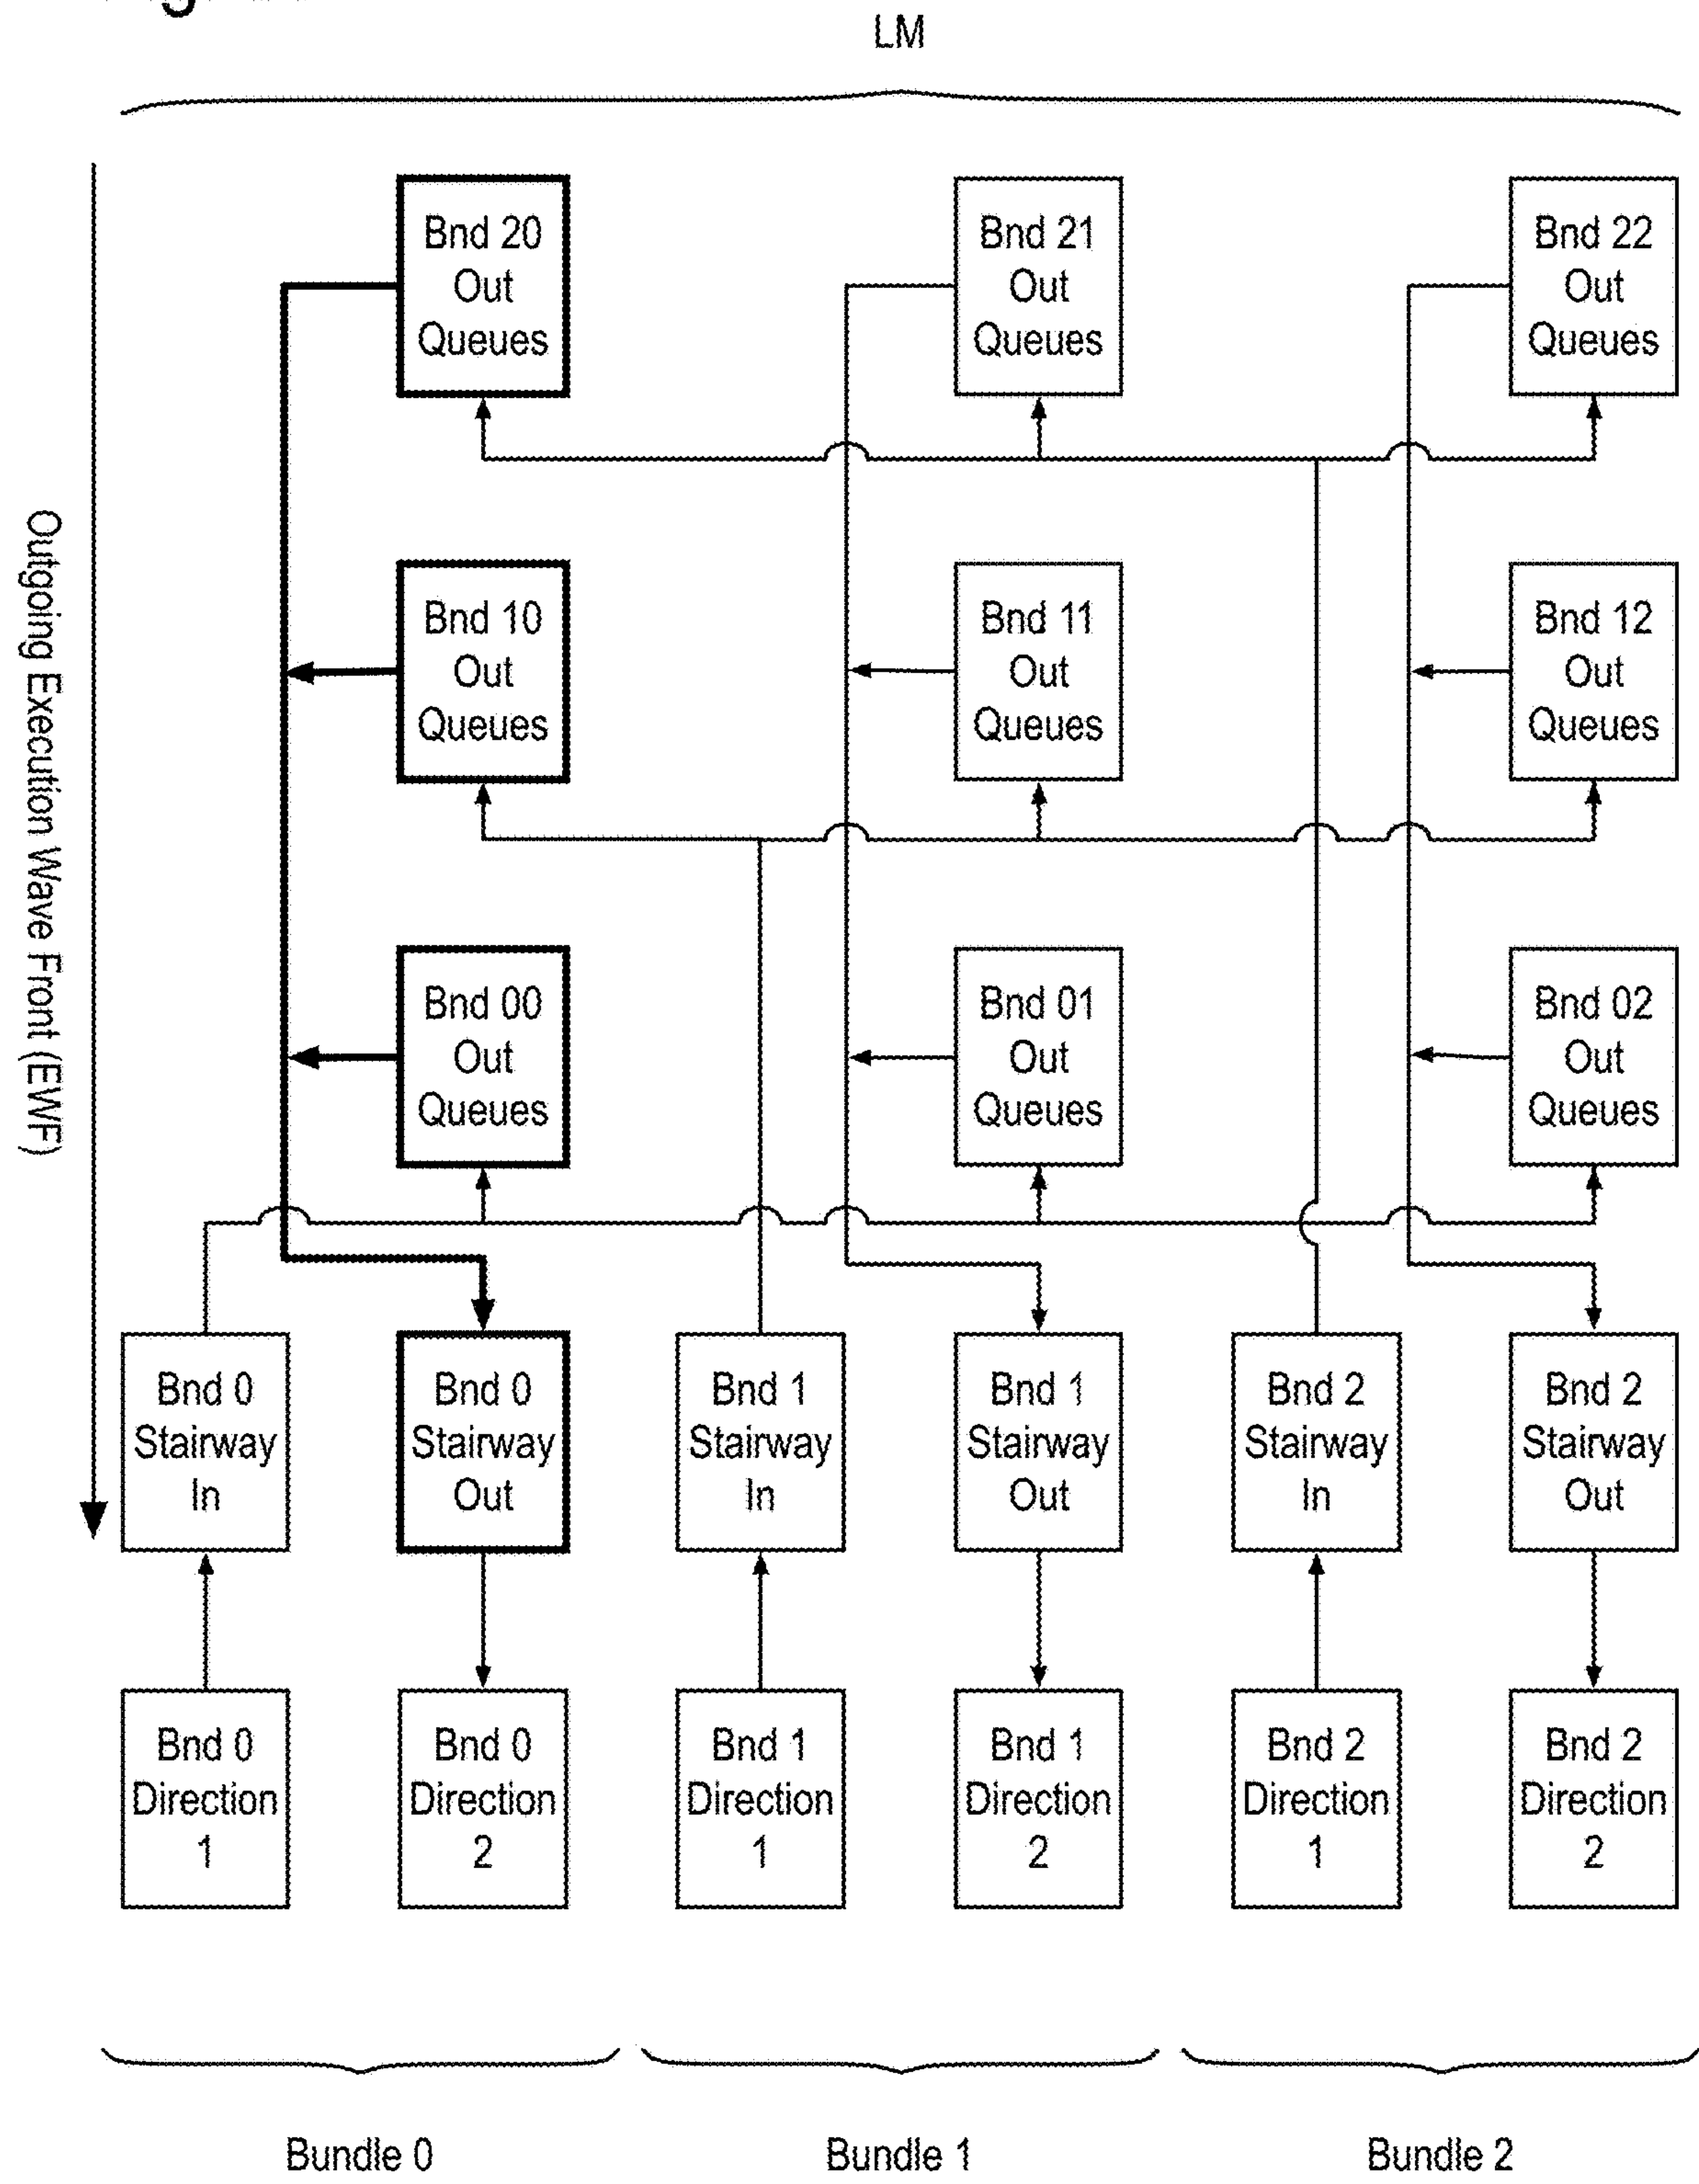 LM
Bnd 20
Out
Queues
Bnd 21
Out
Queues
Bnd 22
Out
Queues
Outgoing Execution Wave Front (EWF)
Bnd 10
Out
Queues
Bnd 11
Out
Queues
Bnd 12
Out
Queues
Bnd 00
Out
Queues
Bnd 01
Out
Queues
Bnd 02
Out
Queues
Bnd 0
Stairway
In
Bnd 0
Stairway
Out
Bnd 1
Stairway
In
Bnd 1
Stairway
Out
Bnd 2
Stairway
In
Bnd 2
Stairway
Out
Bnd 0
Direction
1
Bnd 0
Direction
2
Bnd 1
Direction
1
Bnd 1
Direction
2
Bnd 2
Direction
1
Bnd 2
Direction
2
Bundle 0
Bundle 1
Bundle 2